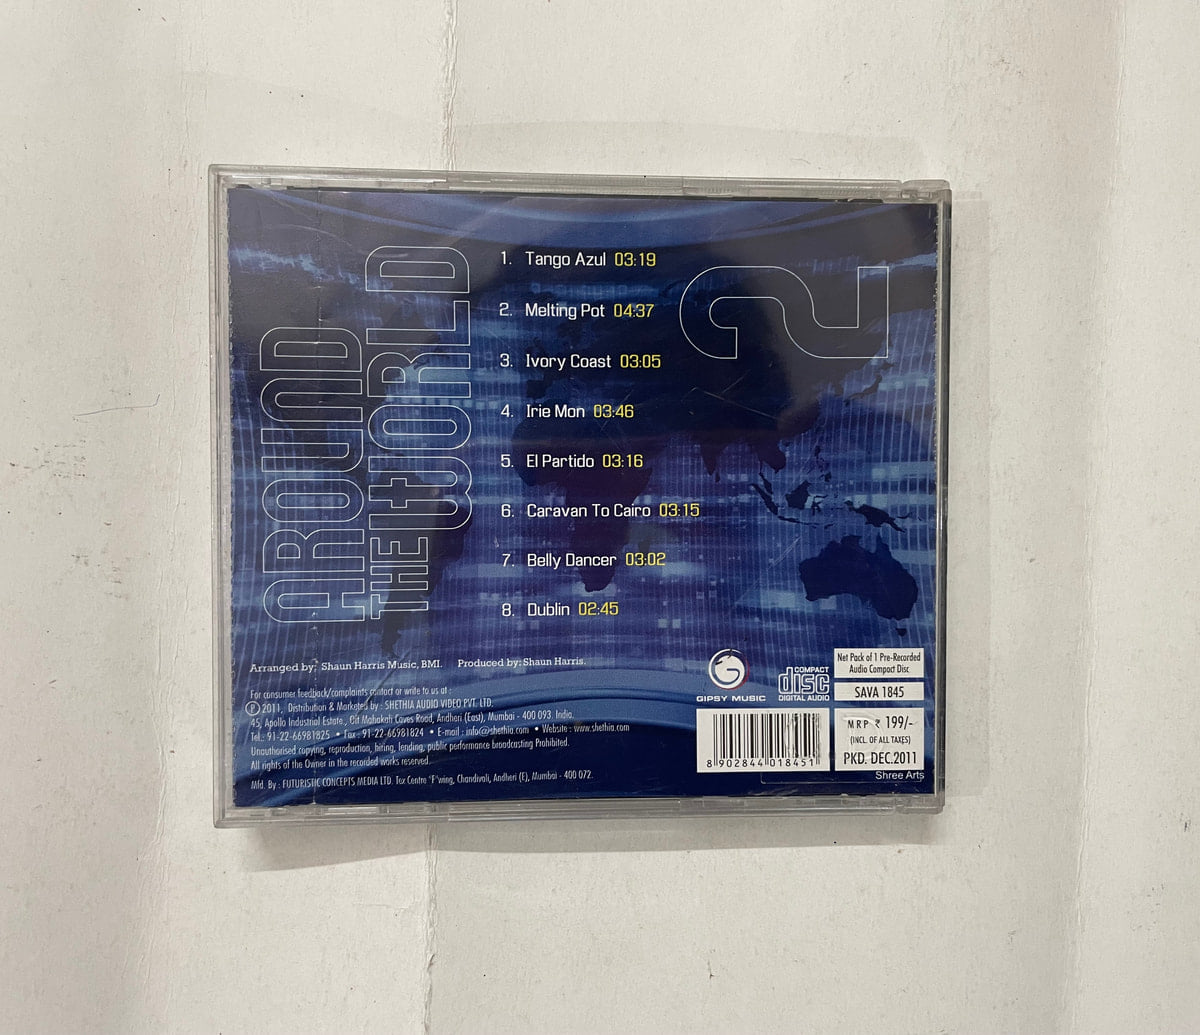 AROUND
THE WORLD
2
1. Tango Azul 03:19
2. Melting Pot 04:37
3. Ivory Coast 03:05
4. Irie Mon 03:46
5. El Partido 03:16
6. Caravan To Cairo 03:15
7. Belly Dancer 03:02
8. Dublin 02:45
Arranged by: Shaun Harris Music, BMI. Produced by: Shaun Harris.
For consumer feedback/complaints contact or write to us at :
Ⓟ 2011, Distribution & Marketed by : SHETHIA AUDIO VIDEO PVT. LTD.
45, Apollo Industrial Estate., Off Mahakali Caves Road, Andheri (East), Mumbai - 400 093. India.
Tel.: 91-22-66981825 • Fax : 91-22-66981824 • E-mail : info@shethia.com • Website : www.shethia.com
Unauthorised copying, reproduction, hiring, lending, public performance broadcasting Prohibited.
All rights of the Owner in the recorded works reserved.
Mfd. By : FUTURISTIC CONCEPTS MEDIA LTD. Tex Centre 'F' wing, Chandivali, Andheri (E), Mumbai - 400 072.
GIPSY MUSIC
COMPACT
disc
DIGITAL AUDIO
Net Pack of 1 Pre-Recorded
Audio Compact Disc
SAVA 1845
MRP ₹ 199/-
(INCL. OF ALL TAXES)
PKD. DEC.2011
8 902844 018451
Shree Arts